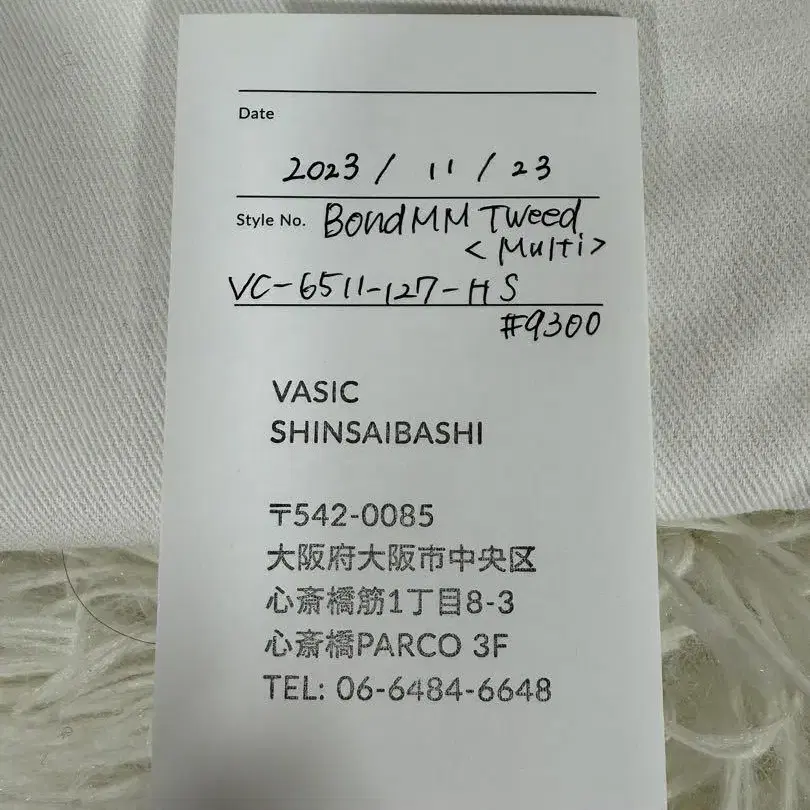 Date
2023 / 11 / 23
Style No. Bond MM Tweed
<Multi>
VC-6511-127-HS
#9300
VASIC
SHINSAIBASHI
〒542-0085
大阪府大阪市中央区
心斎橋筋1丁目8-3
心斎橋PARCO 3F
TEL: 06-6484-6648